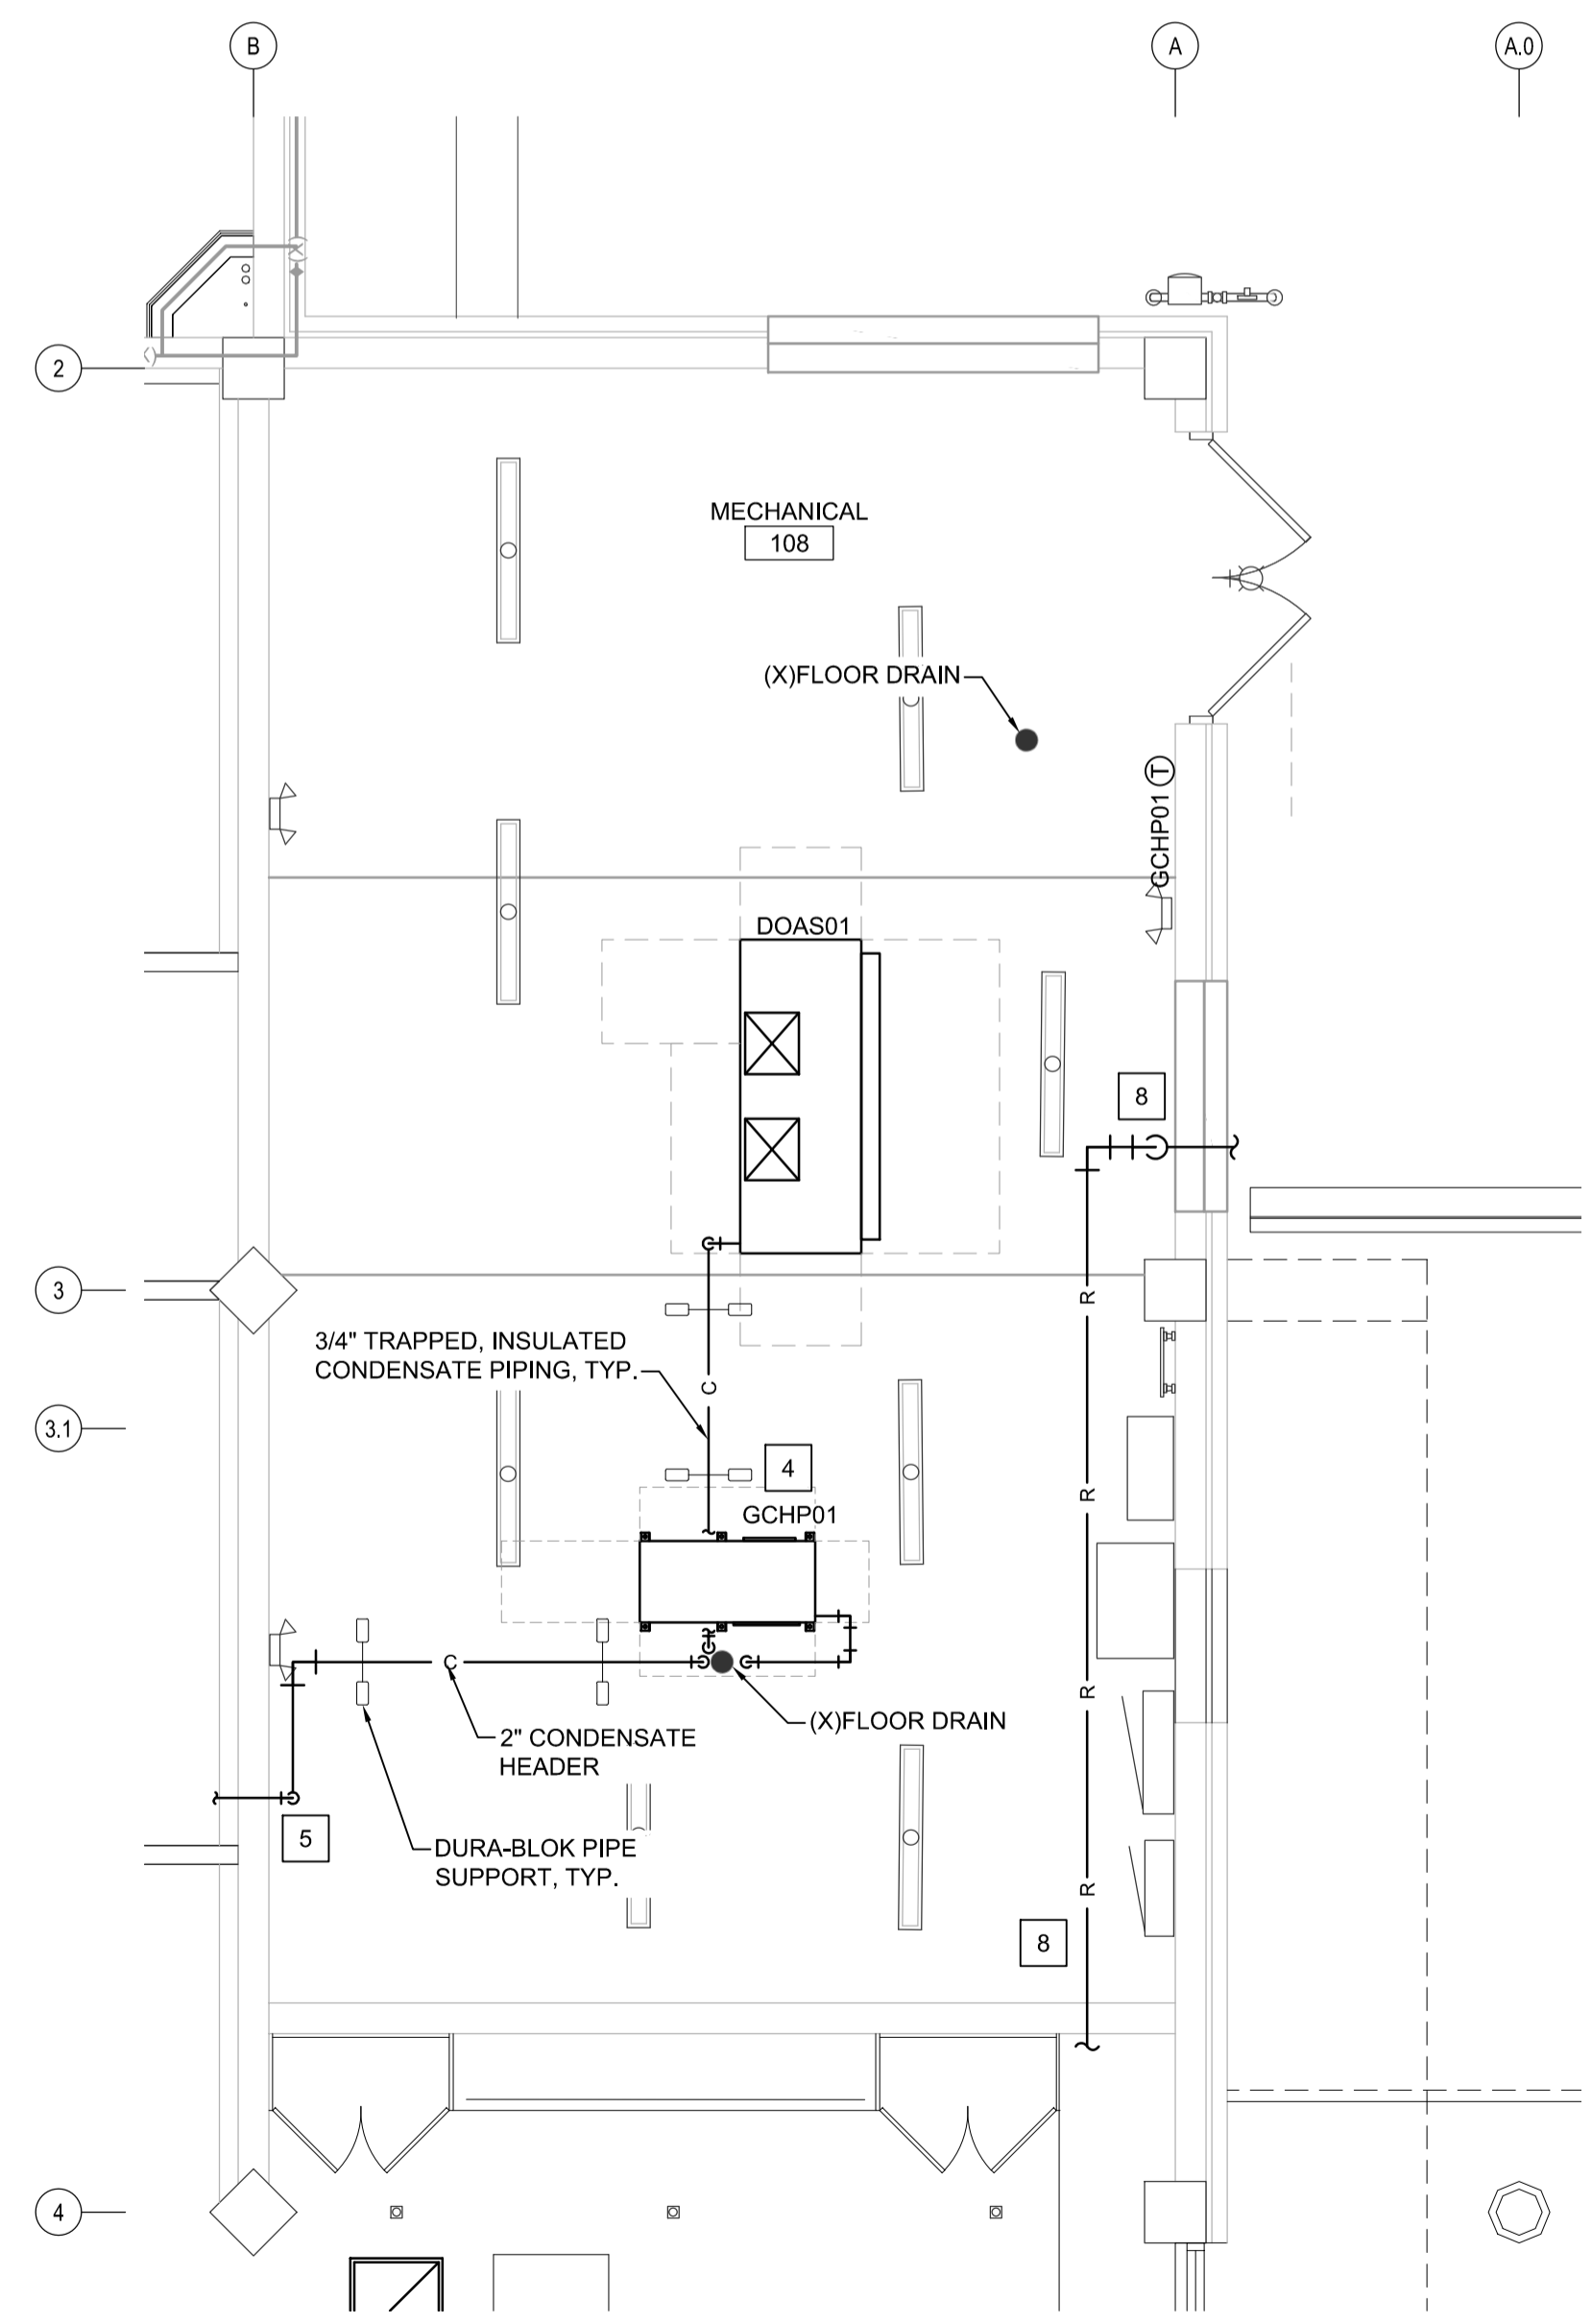 B
A
A.0
2
MECHANICAL
108
(X)FLOOR DRAIN
GCHP01 T
DOAS01
8
3
R
3/4" TRAPPED, INSULATED
CONDENSATE PIPING, TYP.
C
3.1
4
R
GCHP01
C
R
(X)FLOOR DRAIN
2" CONDENSATE
HEADER
5
DURA-BLOK PIPE
SUPPORT, TYP.
R
8
4